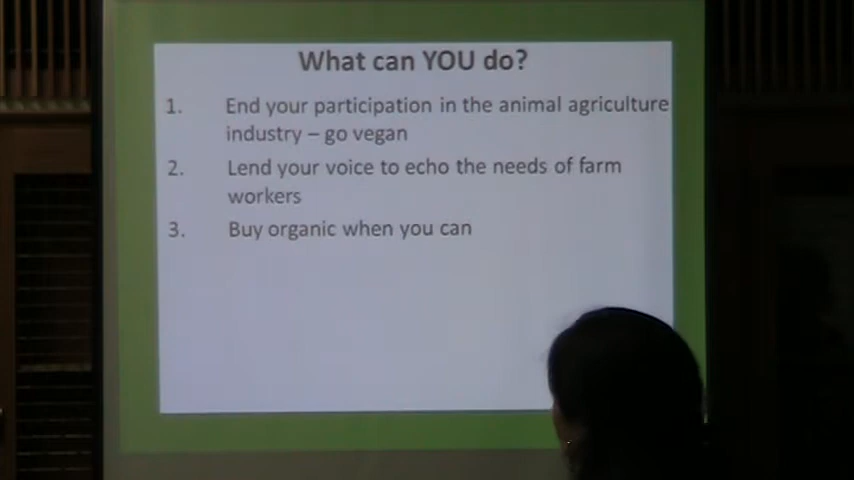 What can YOU do?
1. End your participation in the animal agriculture
industry – go vegan
2. Lend your voice to echo the needs of farm
workers
3. Buy organic when you can